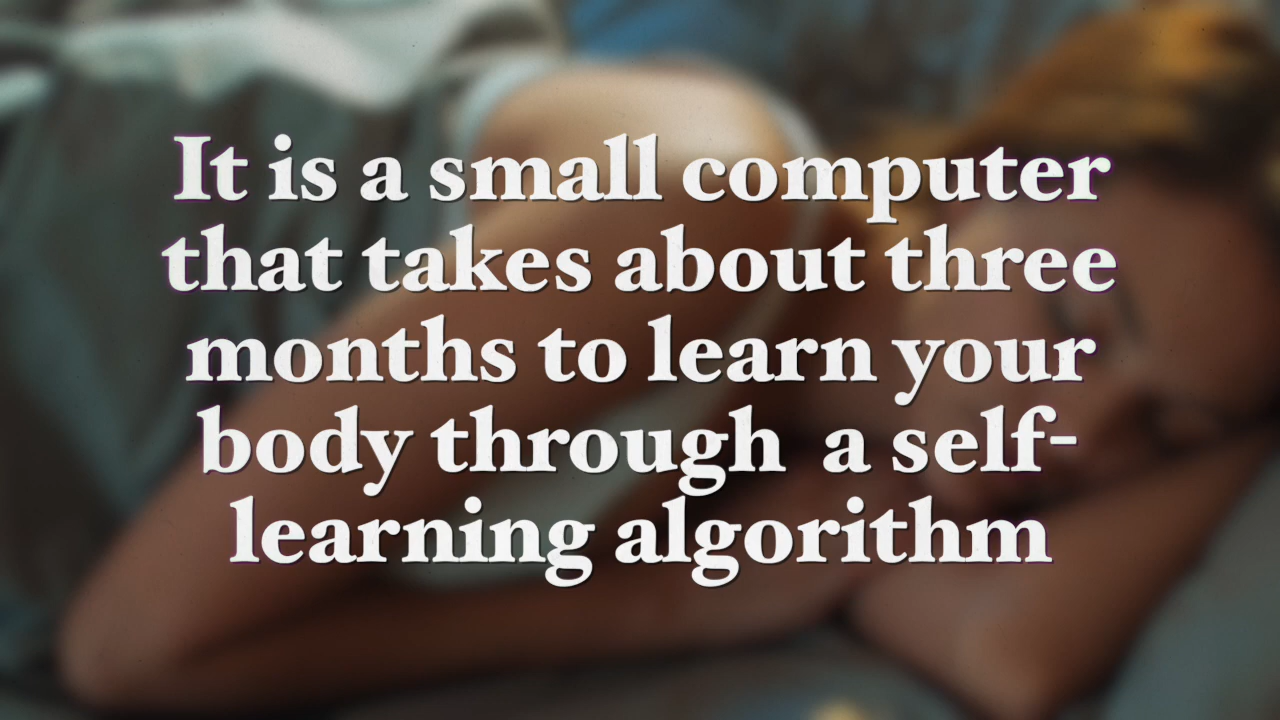 It is a small computer
that takes about three
months to learn your
body through a self-
learning algorithm